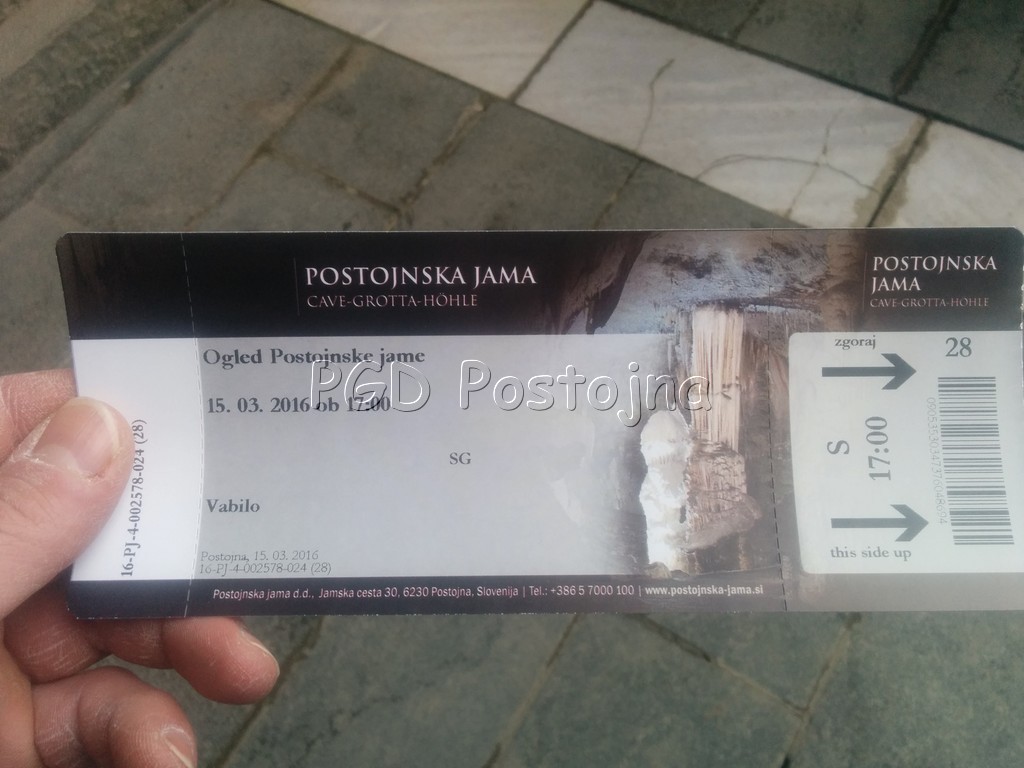 POSTOJNSKA JAMA
CAVE-GROTTA-HÖHLE
Ogled Postojnske jame
15. 03. 2016 ob 17:00
PGD Postojna
SG
Vabilo
Postojna, 15. 03. 2016
16-PJ-4-002578-024 (28)
Postojnska jama d.d., Jamska cesta 30, 6230 Postojna, Slovenija | Tel.: +386 5 7000 100 | www.postojnska-jama.si
16-PJ-4-002578-024 (28)
POSTOJNSKA
JAMA
CAVE-GROTTA-HÖHLE
zgoraj
28
S
17:00
this side up